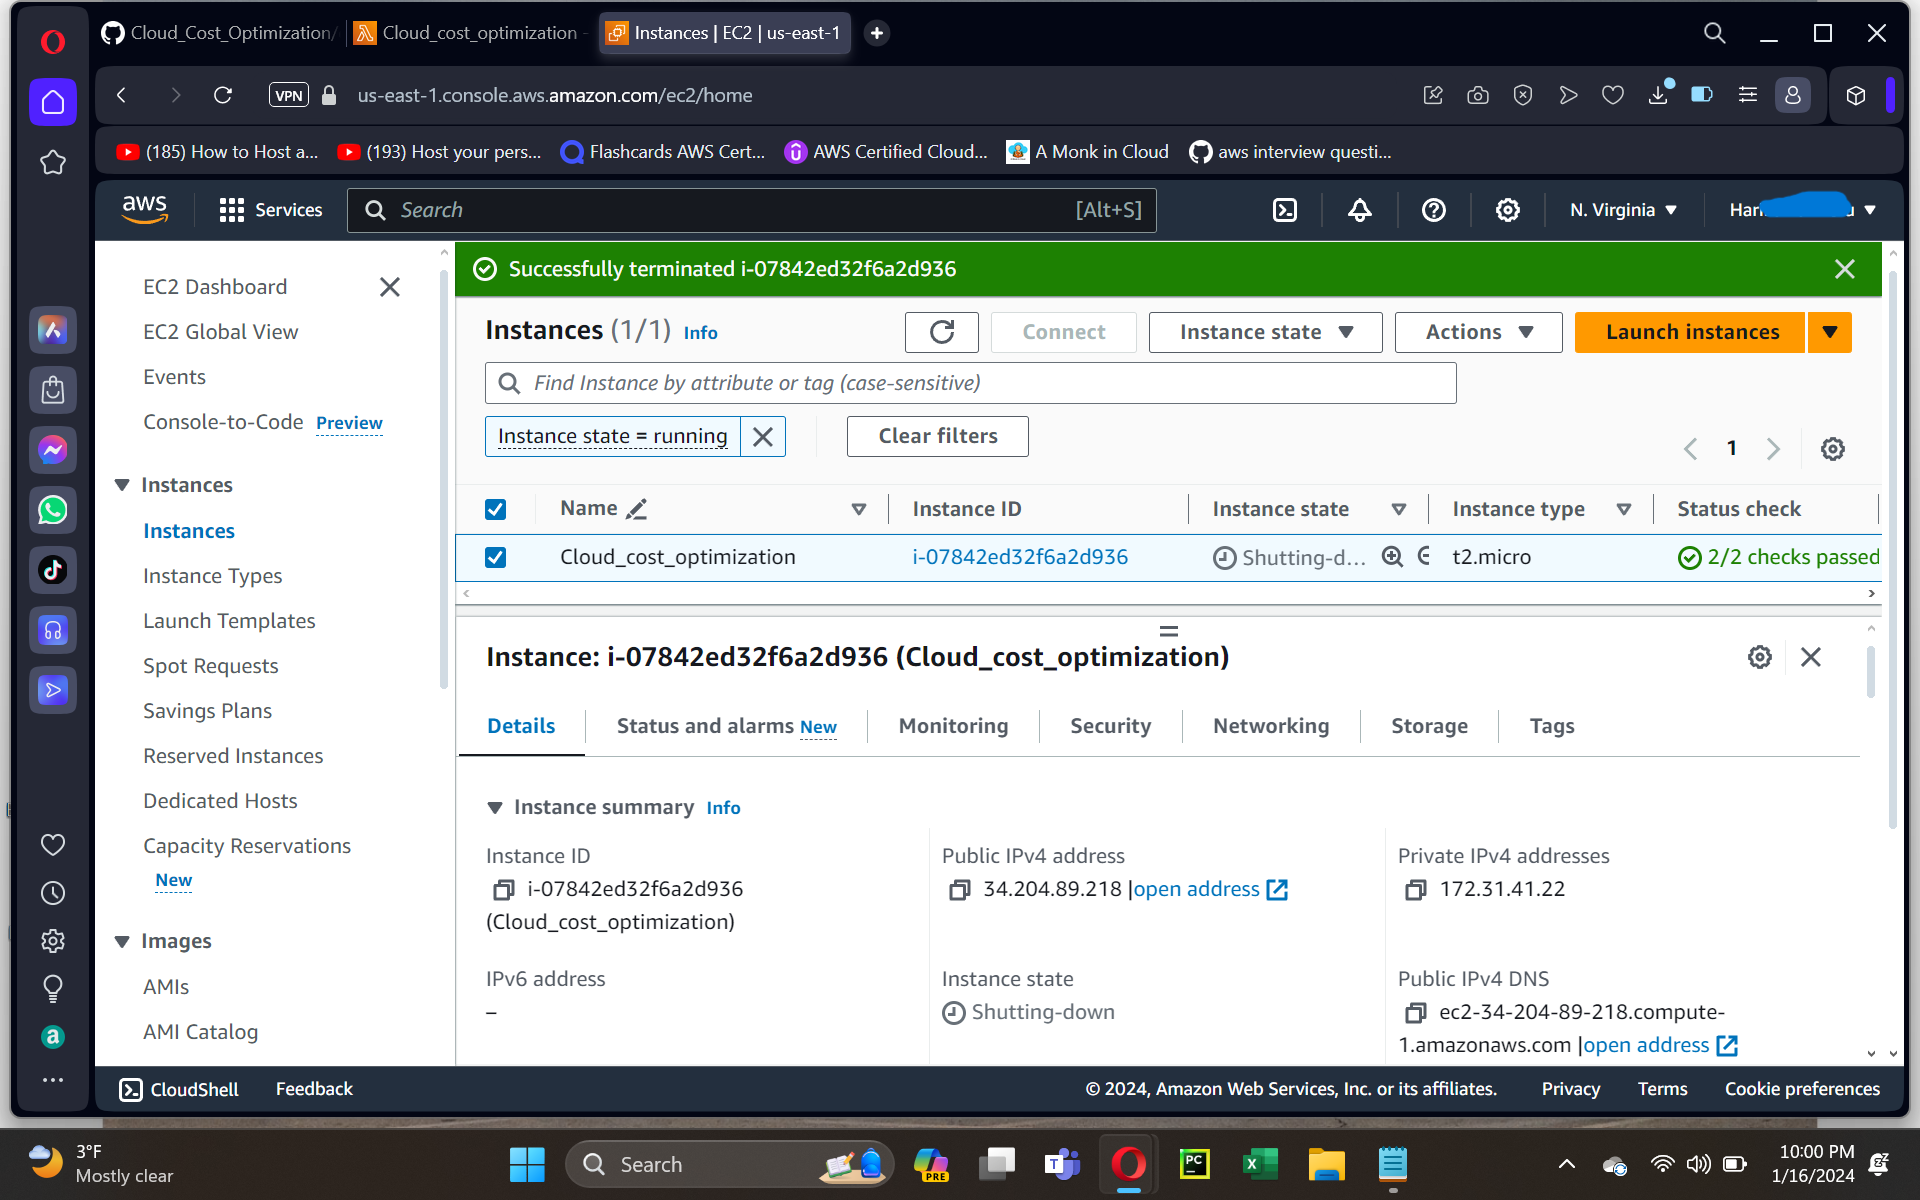 Cloud_Cost_Optimization/
Cloud_cost_optimization -
Instances | EC2 | us-east-1
VPN
us-east-1.console.aws.amazon.com/ec2/home
(185) How to Host a...
(193) Host your pers...
Flashcards AWS Cert...
AWS Certified Cloud...
A Monk in Cloud
aws interview questi...
aws
Services
Search
[Alt+S]
N. Virginia
EC2 Dashboard
EC2 Global View
Events
Console-to-Code Preview
Instances
Instances
Instance Types
Launch Templates
Spot Requests
Savings Plans
Reserved Instances
Dedicated Hosts
Capacity Reservations
New
Images
AMIs
AMI Catalog
Successfully terminated i-07842ed32f6a2d936
Instances (1/1) Info
Connect
Instance state
Actions
Launch instances
Find Instance by attribute or tag (case-sensitive)
Instance state = running
Clear filters
1
Name
Instance ID
Instance state
Instance type
Status check
Cloud_cost_optimization
i-07842ed32f6a2d936
Shutting-d...
t2.micro
2/2 checks passed
Instance: i-07842ed32f6a2d936 (Cloud_cost_optimization)
Details
Status and alarms New
Monitoring
Security
Networking
Storage
Tags
Instance summary Info
Instance ID
i-07842ed32f6a2d936
(Cloud_cost_optimization)
Public IPv4 address
34.204.89.218 |open address
Private IPv4 addresses
172.31.41.22
IPv6 address
–
Instance state
Shutting-down
Public IPv4 DNS
ec2-34-204-89-218.compute-
1.amazonaws.com |open address
CloudShell
Feedback
© 2024, Amazon Web Services, Inc. or its affiliates.
Privacy
Terms
Cookie preferences
3°F
Mostly clear
Search
PRE
PC
10:00 PM
1/16/2024